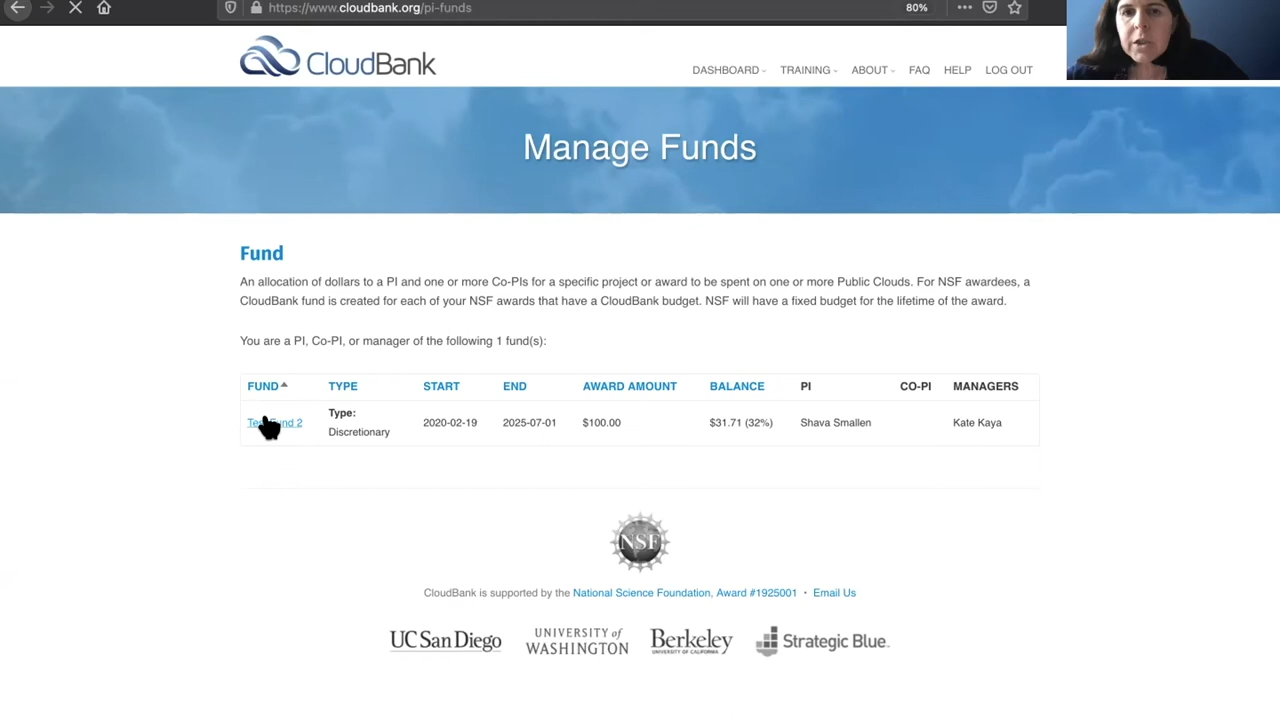 https://www.cloudbank.org/pi-funds
80%
CloudBank
DASHBOARD TRAINING ABOUT FAQ HELP LOG OUT
Manage Funds
Fund
An allocation of dollars to a PI and one or more Co-PIs for a specific project or award to be spent on one or more Public Clouds. For NSF awardees, a
CloudBank fund is created for each of your NSF awards that have a CloudBank budget. NSF will have a fixed budget for the lifetime of the award.
You are a PI, Co-PI, or manager of the following 1 fund(s):
FUND TYPE START END AWARD AMOUNT BALANCE PI CO-PI MANAGERS
Type:
2 Discretionary 2020-02-19 2025-07-01 $100.00 $31.71 (32%) Shava Smallen Kate Kaya
NSF
CloudBank is supported by the National Science Foundation, Award #1925001 • Email Us
UC San Diego
UNIVERSITY of
WASHINGTON
Berkeley
UNIVERSITY OF CALIFORNIA
Strategic Blue